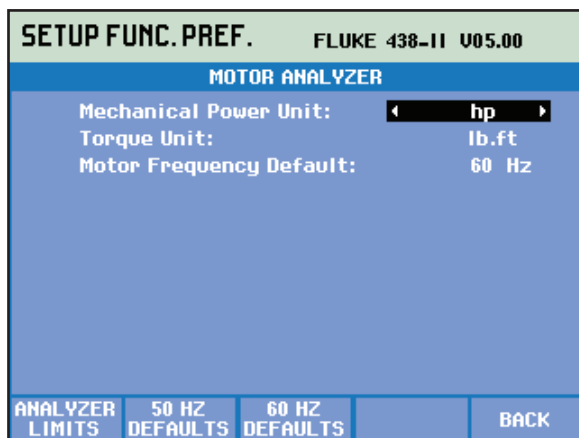 SETUP FUNC. PREF. FLUKE 438-II V05.00
MOTOR ANALYZER
Mechanical Power Unit: hp
Torque Unit: lb.ft
Motor Frequency Default: 60 Hz
ANALYZER LIMITS 50 HZ DEFAULTS 60 HZ DEFAULTS BACK